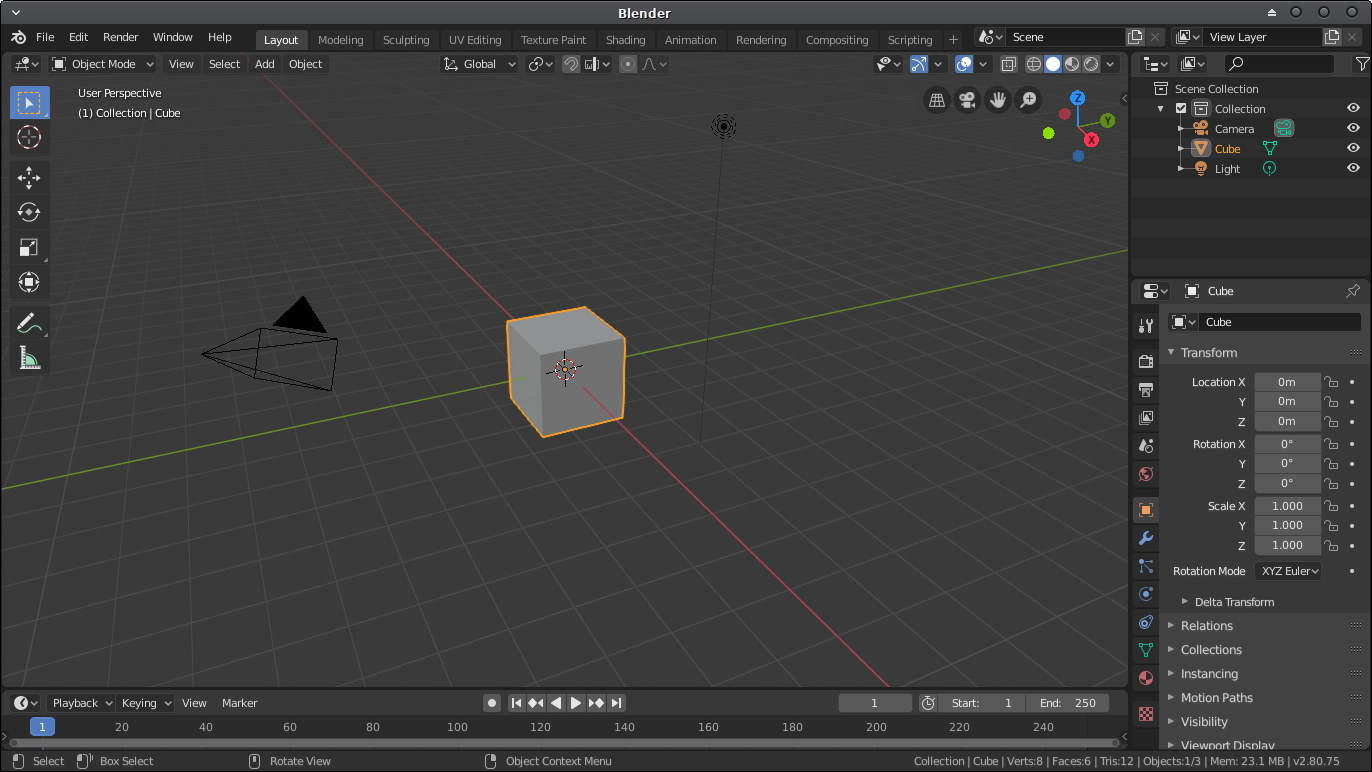 Blender
File Edit Render Window Help Layout Modeling Sculpting UV Editing Texture Paint Shading Animation Rendering Compositing Scripting + Scene View Layer
Object Mode View Select Add Object Global
User Perspective
(1) Collection | Cube
Z
Y
X
Scene Collection
Collection
Camera
Cube
Light
Cube
Cube
Transform
Location X 0m
Y 0m
Z 0m
Rotation X 0°
Y 0°
Z 0°
Scale X 1.000
Y 1.000
Z 1.000
Rotation Mode XYZ Euler
Delta Transform
Relations
Collections
Instancing
Motion Paths
Visibility
Viewport Display
Playback Keying View Marker 1 Start: 1 End: 250
1 20 40 60 80 100 120 140 160 180 200 220 240
Select Box Select Rotate View Object Context Menu Collection | Cube | Verts:8 | Faces:6 | Tris:12 | Objects:1/3 | Mem: 23.1 MB | v2.80.75